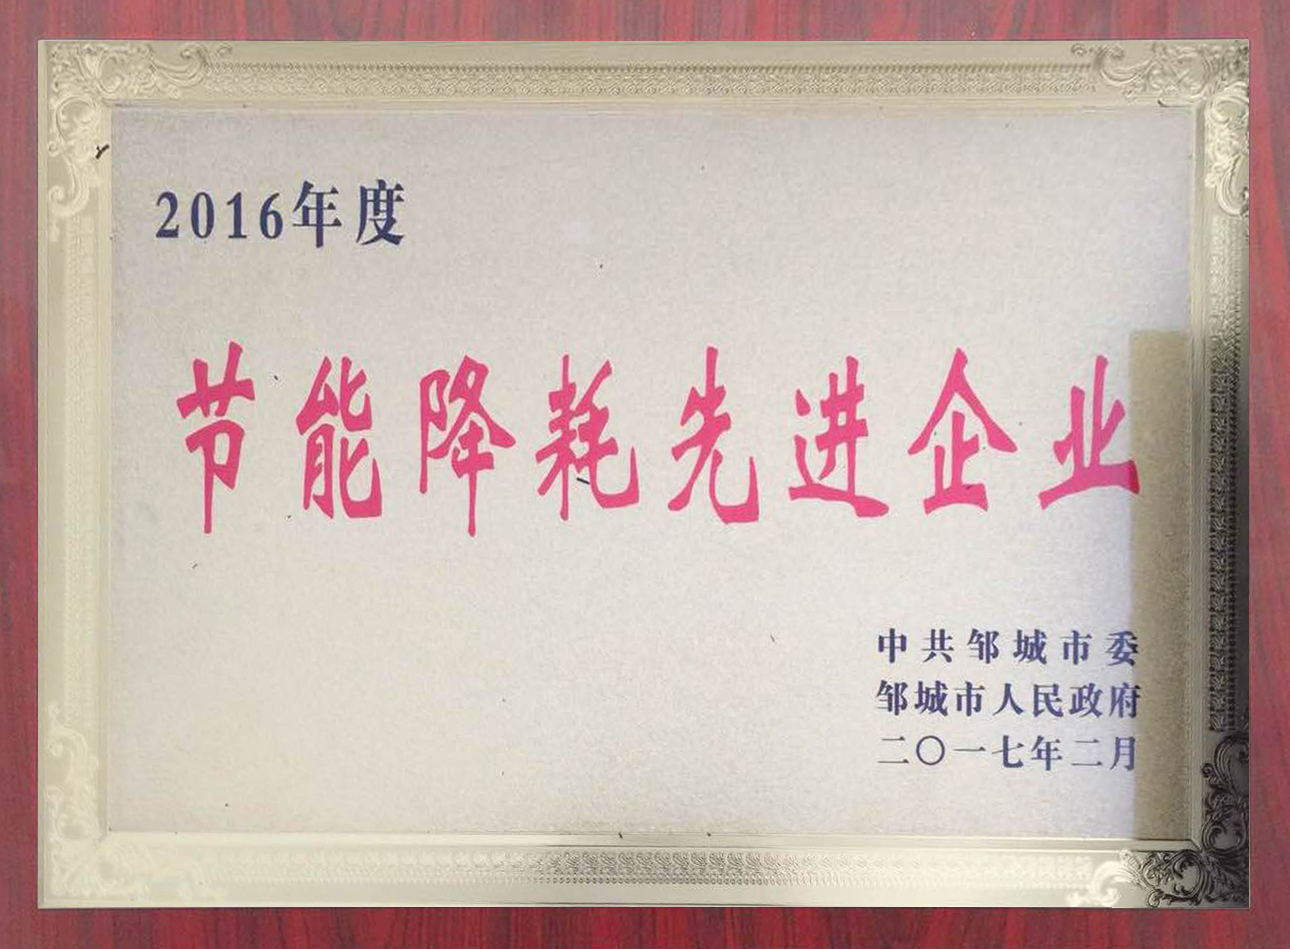 2016年度
节能降耗先进企业
中共邹城市委
邹城市人民政府
二〇一七年二月